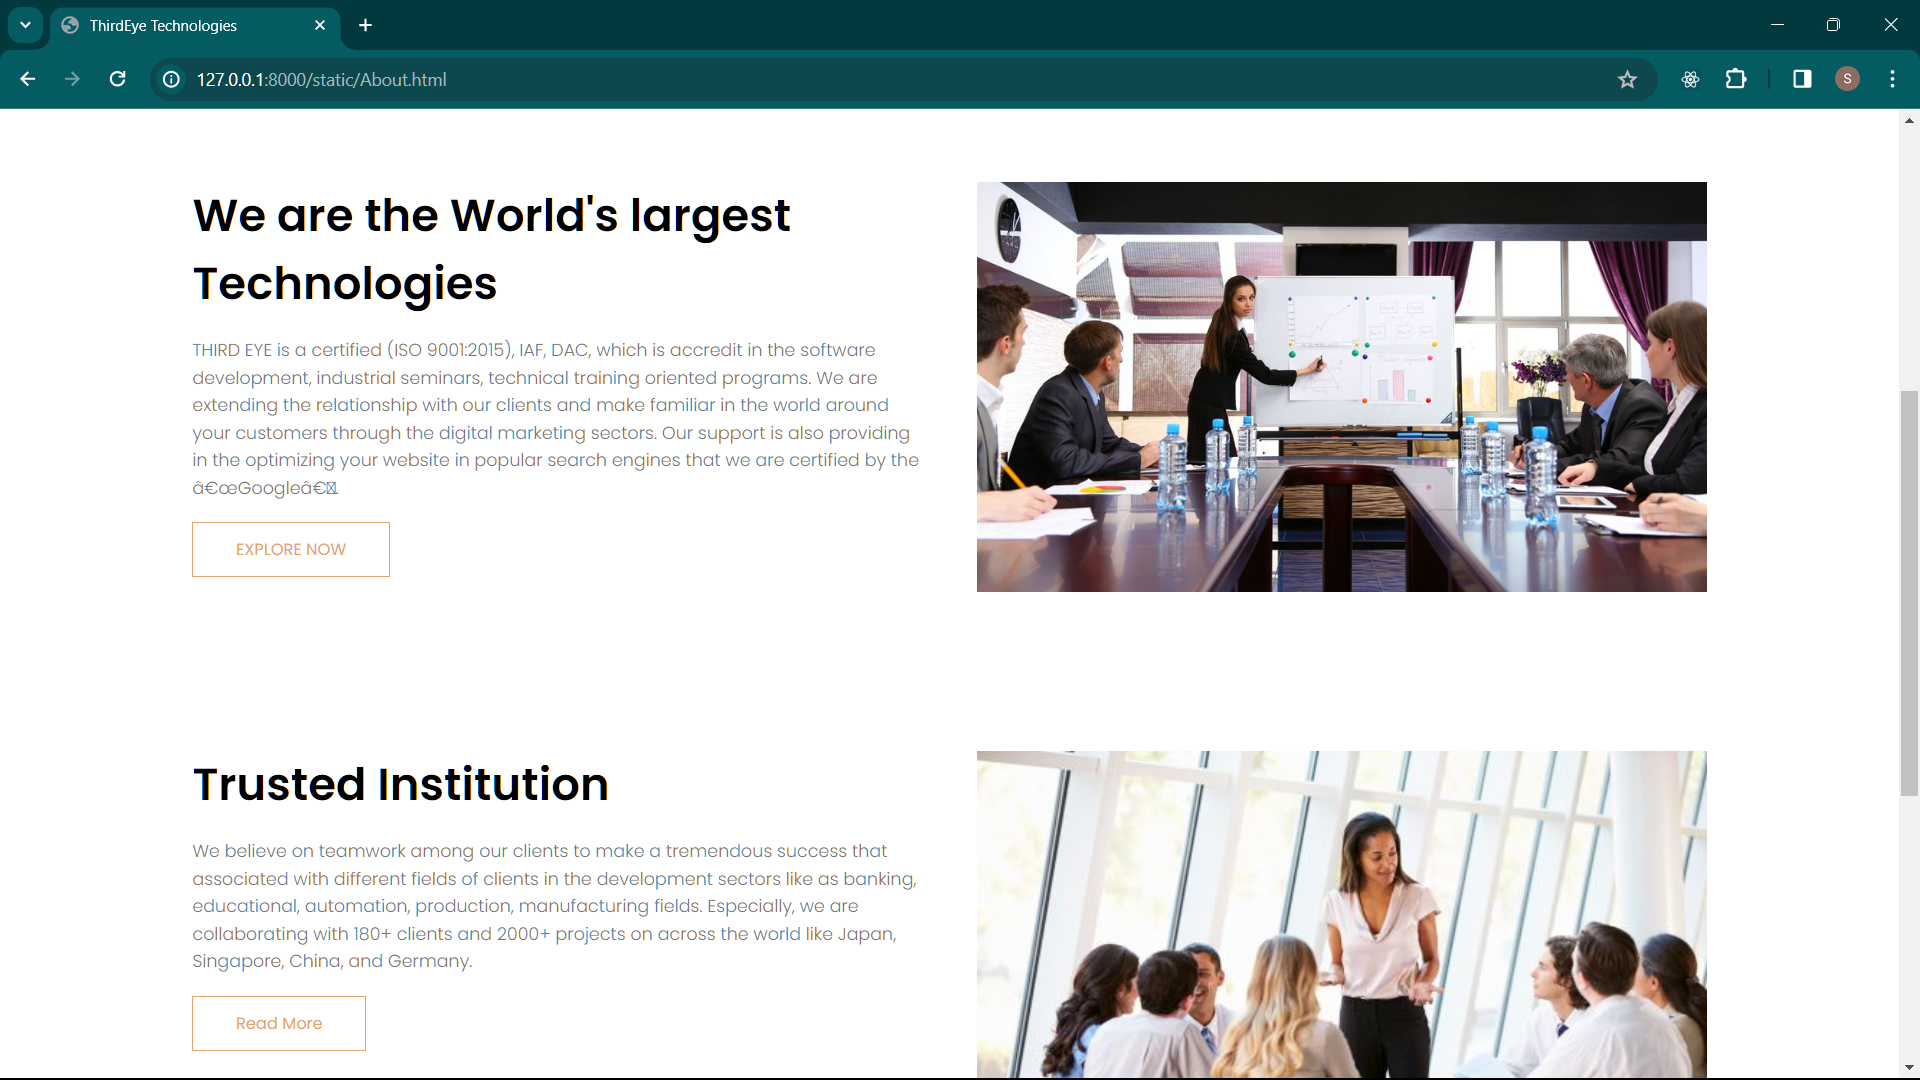 ThirdEye Technologies
127.0.0.1:8000/static/About.html
S
We are the World's largest
Technologies
THIRD EYE is a certified (ISO 9001:2015), IAF, DAC, which is accredit in the software
development, industrial seminars, technical training oriented programs. We are
extending the relationship with our clients and make familiar in the world around
your customers through the digital marketing sectors. Our support is also providing
in the optimizing your website in popular search engines that we are certified by the
â€œGoogleâ€.
EXPLORE NOW
Trusted Institution
We believe on teamwork among our clients to make a tremendous success that
associated with different fields of clients in the development sectors like as banking,
educational, automation, production, manufacturing fields. Especially, we are
collaborating with 180+ clients and 2000+ projects on across the world like Japan,
Singapore, China, and Germany.
Read More